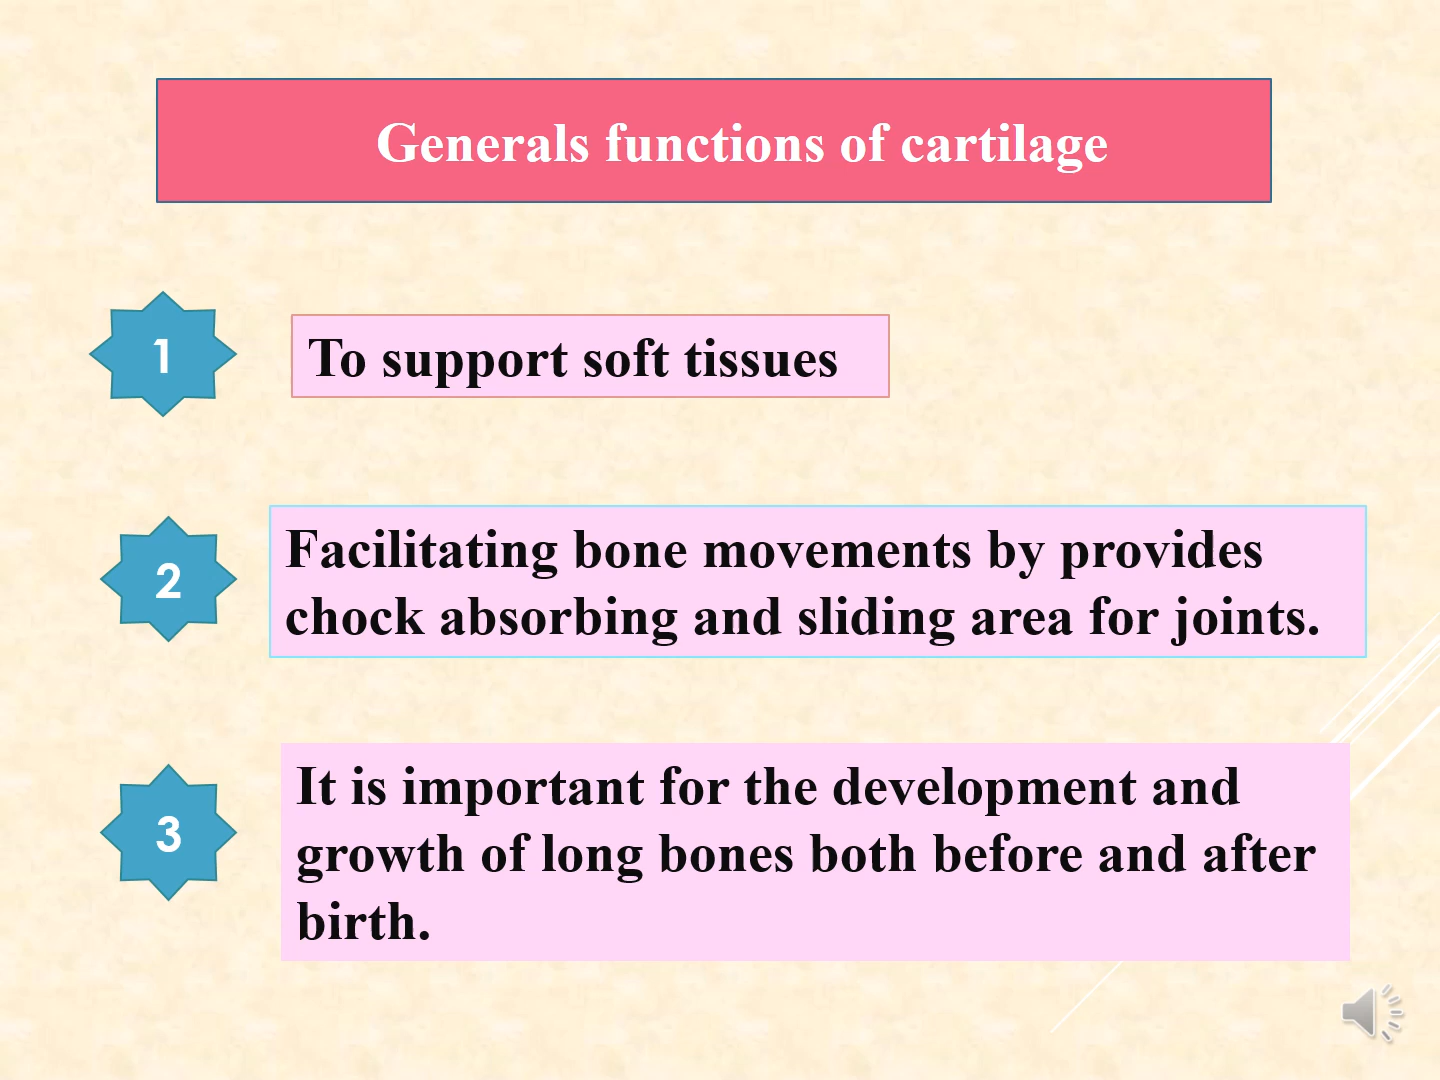 Generals functions of cartilage
1
To support soft tissues
2
Facilitating bone movements by provides
chock absorbing and sliding area for joints.
3
It is important for the development and
growth of long bones both before and after
birth.